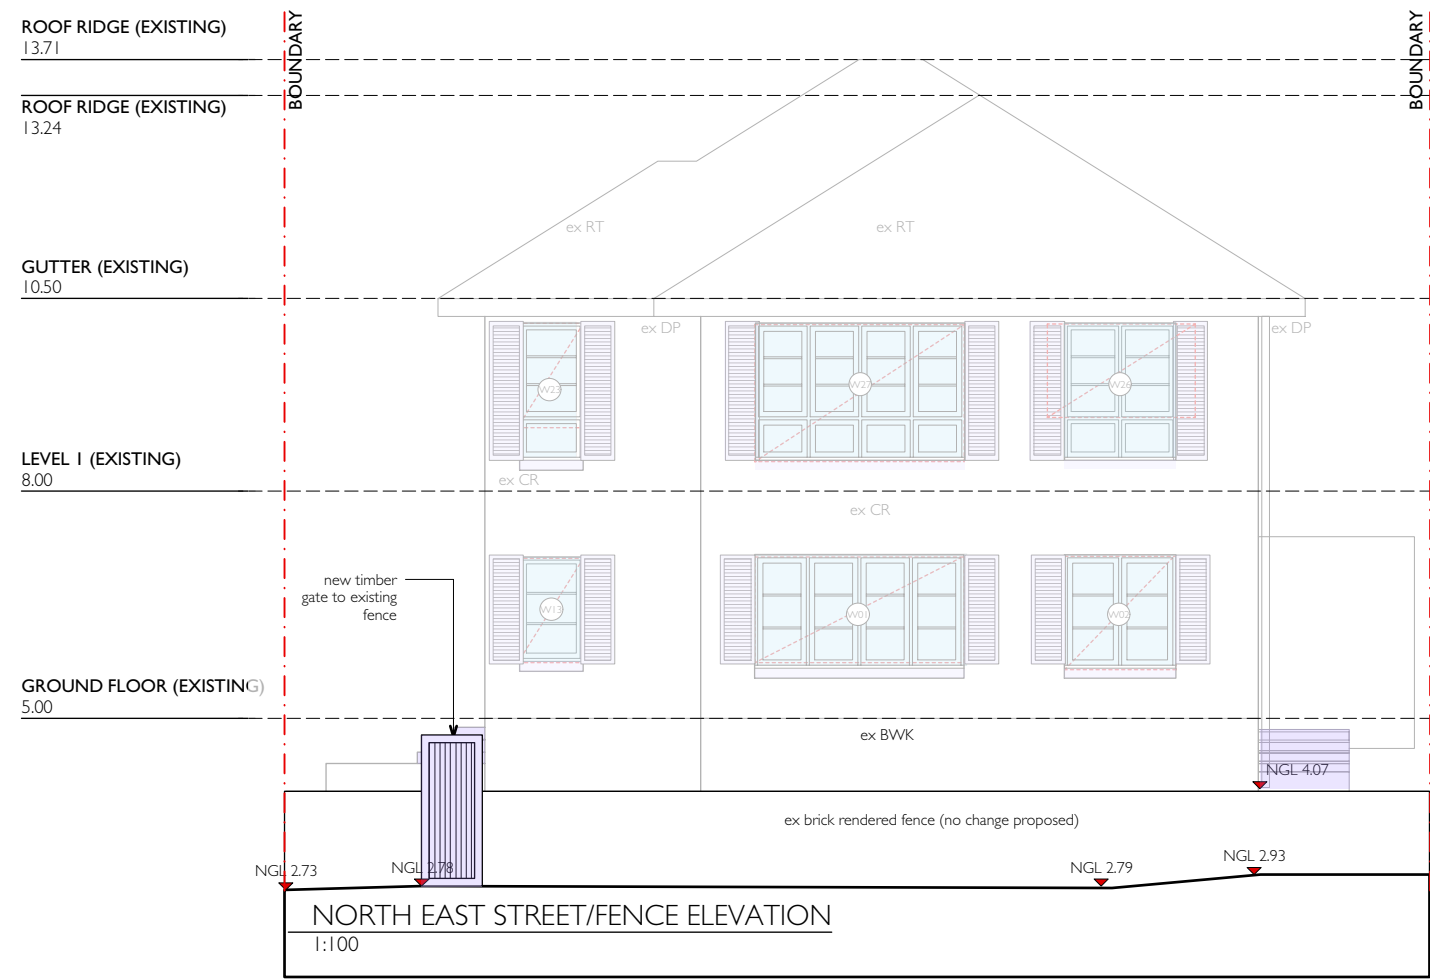 ROOF RIDGE (EXISTING)
13.71
BOUNDARY
BOUNDARY
ROOF RIDGE (EXISTING)
13.24
ex RT
ex RT
GUTTER (EXISTING)
10.50
ex DP
ex DP
W23
W27
W26
LEVEL 1 (EXISTING)
8.00
ex CR
ex CR
new timber
gate to existing
fence
W13
W01
W02
GROUND FLOOR (EXISTING)
5.00
ex BWK
NGL 4.07
ex brick rendered fence (no change proposed)
NGL 2.73
NGL 2.78
NGL 2.79
NGL 2.93
NORTH EAST STREET/FENCE ELEVATION
1:100